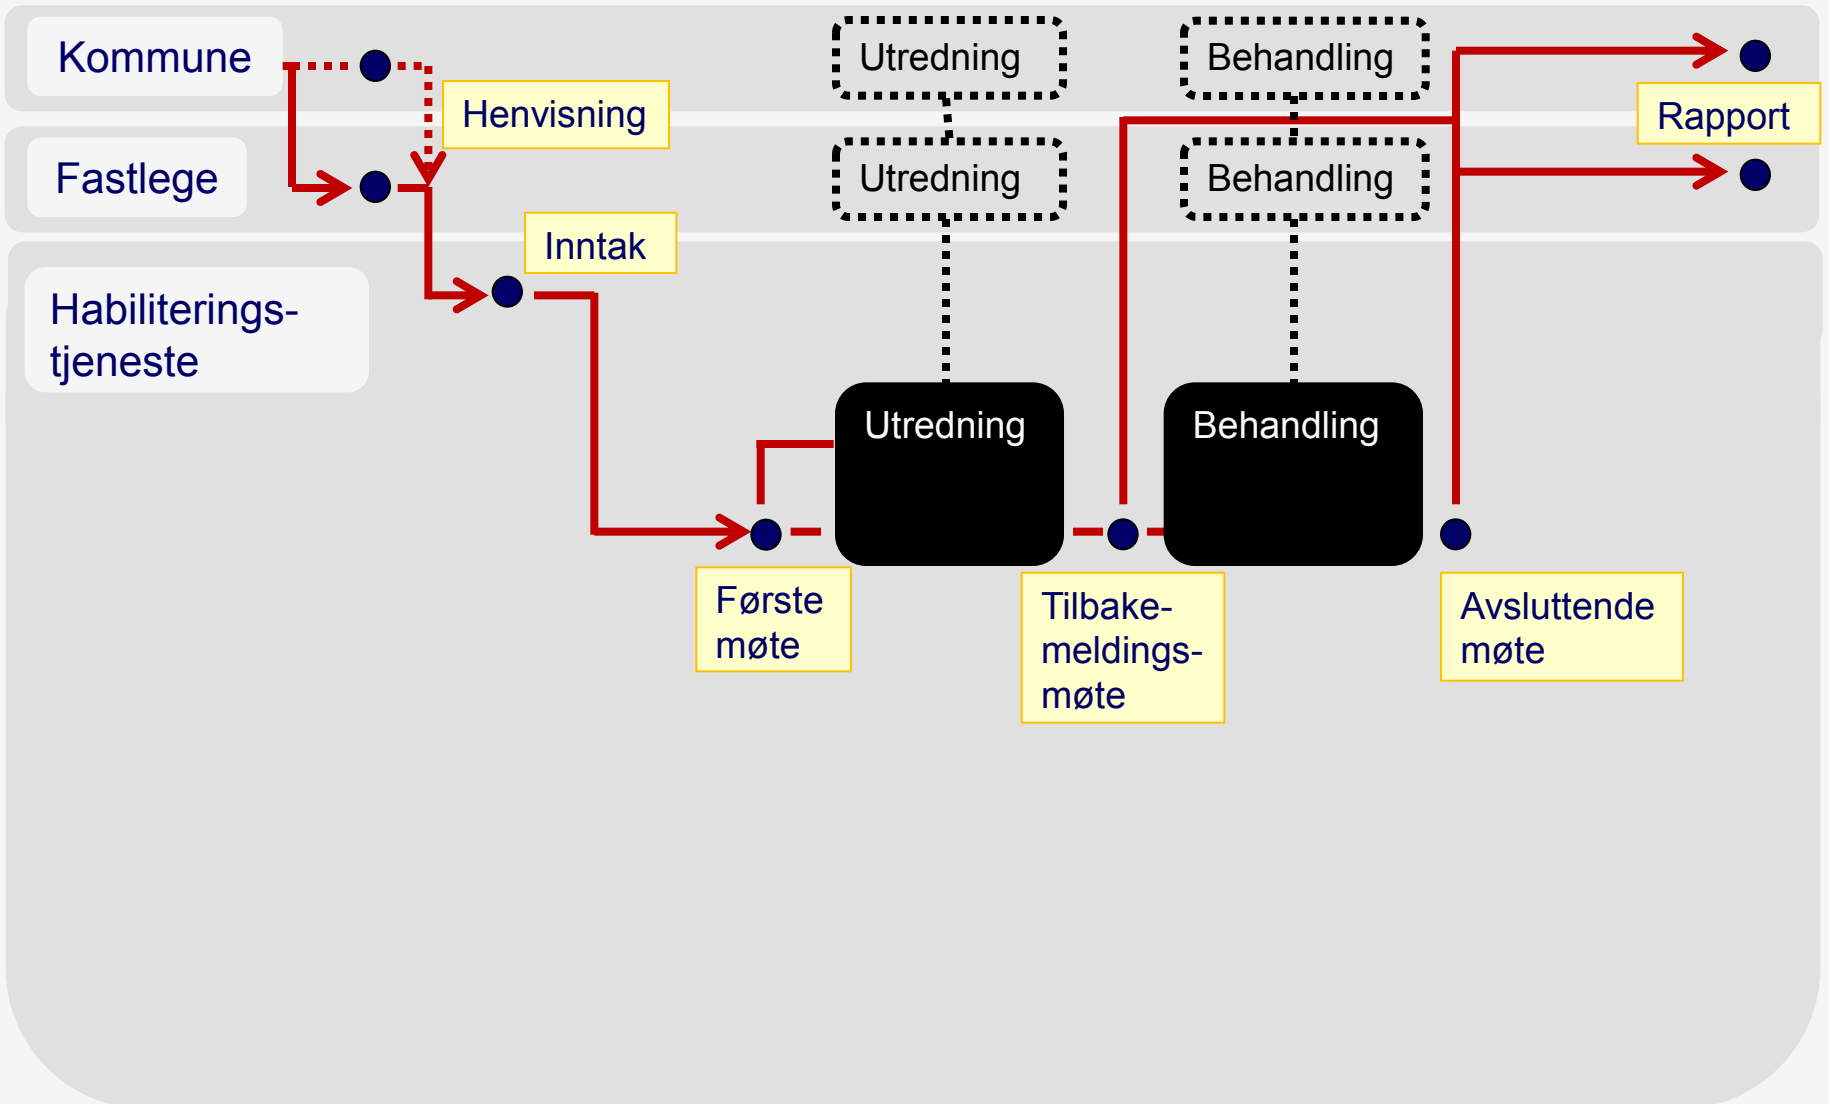 Kommune
Utredning
Behandling
Henvisning
Rapport
Fastlege
Utredning
Behandling
Inntak
Habiliterings-
tjeneste
Utredning
Behandling
Første
møte
Tilbake-
meldings-
møte
Avsluttende
møte